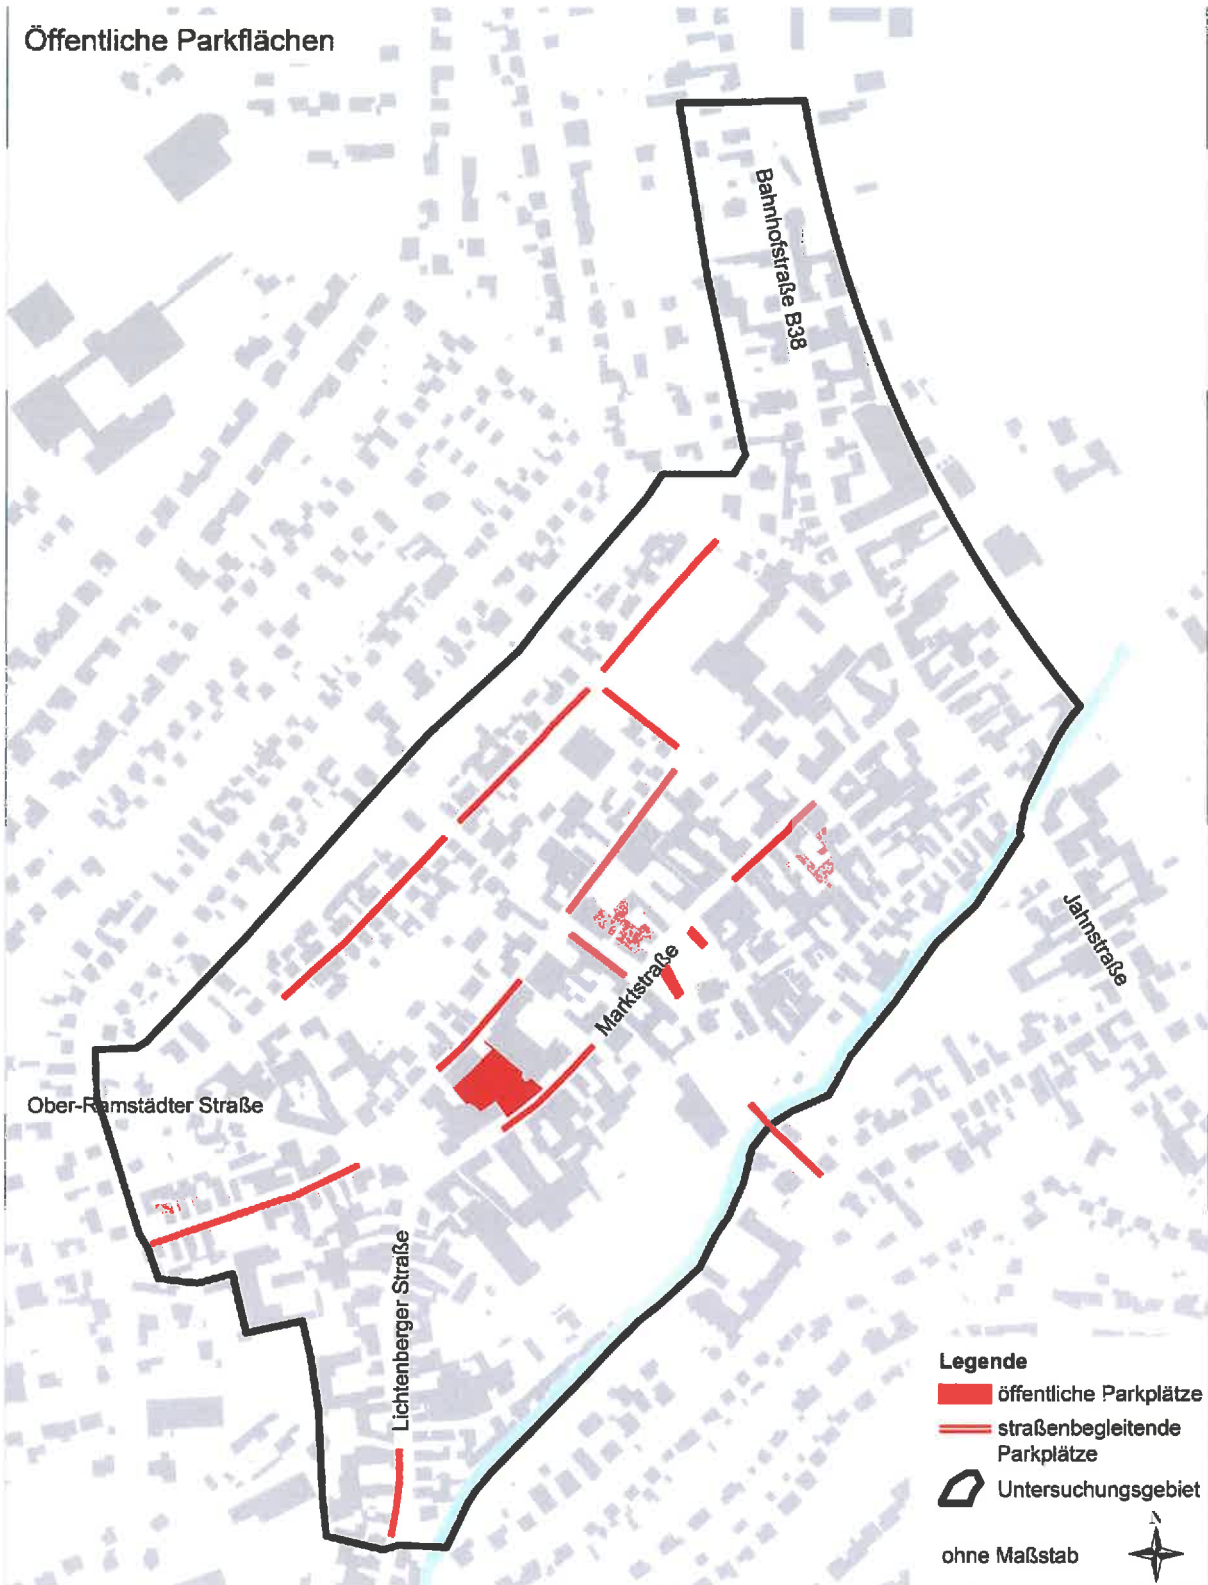 Öffentliche Parkflächen
Bahnhofstraße B38
Jahnstraße
Marktstraße
Ober-Ramstädter Straße
Lichtenberger Straße
Legende
öffentliche Parkplätze
straßenbegleitende
Parkplätze
Untersuchungsgebiet
N
ohne Maßstab